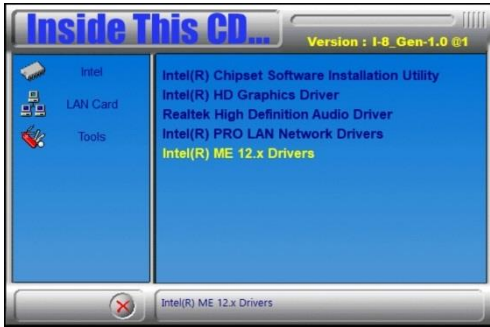 Inside This CD...
Version : I-8_Gen-1.0 @1
Intel
LAN Card
Tools
Intel(R) Chipset Software Installation Utility
Intel(R) HD Graphics Driver
Realtek High Definition Audio Driver
Intel(R) PRO LAN Network Drivers
Intel(R) ME 12.x Drivers
Intel(R) ME 12.x Drivers